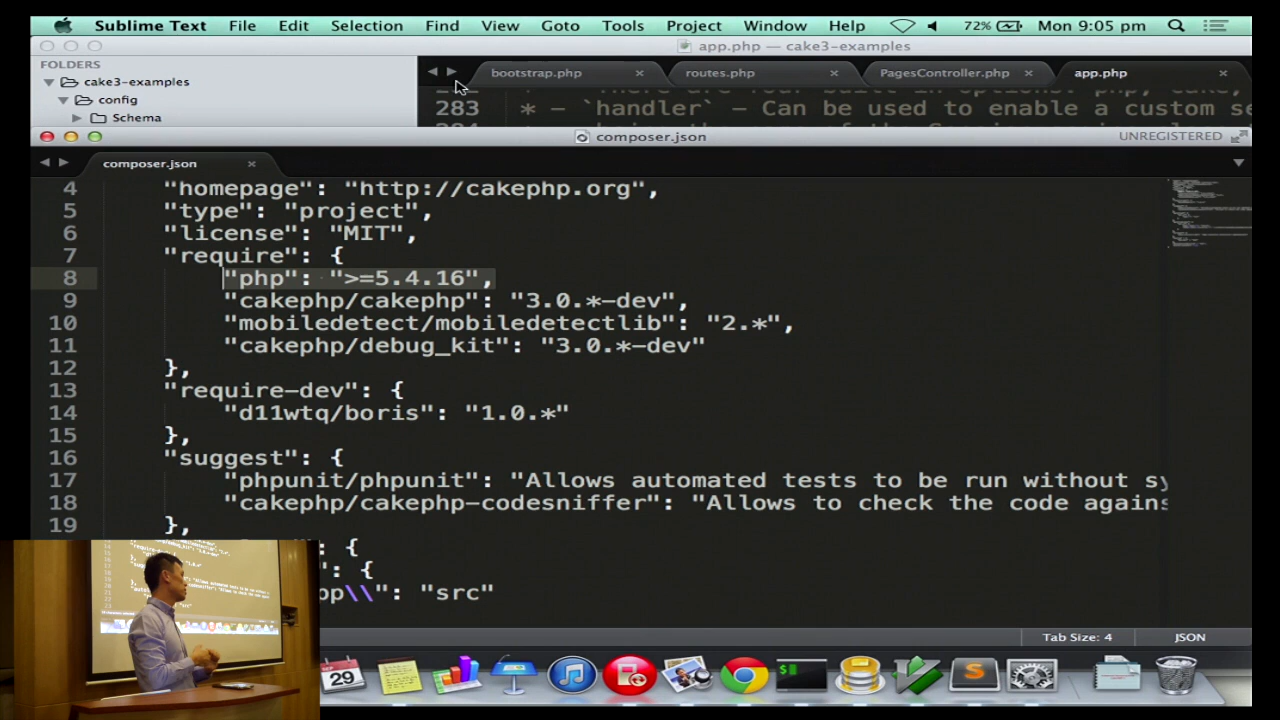 Sublime Text File Edit Selection Find View Goto Tools Project Window Help 72% Mon 9:05 pm
app.php — cake3-examples
FOLDERS
cake3-examples
config
Schema
bootstrap.php × routes.php × PagesController.php × app.php ×
283 * - `handler` - Can be used to enable a custom se
composer.json UNREGISTERED
composer.json ×
4 "homepage": "http://cakephp.org",
5 "type": "project",
6 "license": "MIT",
7 "require": {
8 "php": ">=5.4.16",
9 "cakephp/cakephp": "3.0.*-dev",
10 "mobiledetect/mobiledetectlib": "2.*",
11 "cakephp/debug_kit": "3.0.*-dev"
12 },
13 "require-dev": {
14 "d11wtq/boris": "1.0.*"
15 },
16 "suggest": {
17 "phpunit/phpunit": "Allows automated tests to be run without sy
18 "cakephp/cakephp-codesniffer": "Allows to check the code agains
19 },
{
": {
pp\\": "src"
Tab Size: 4 JSON
SEP
29